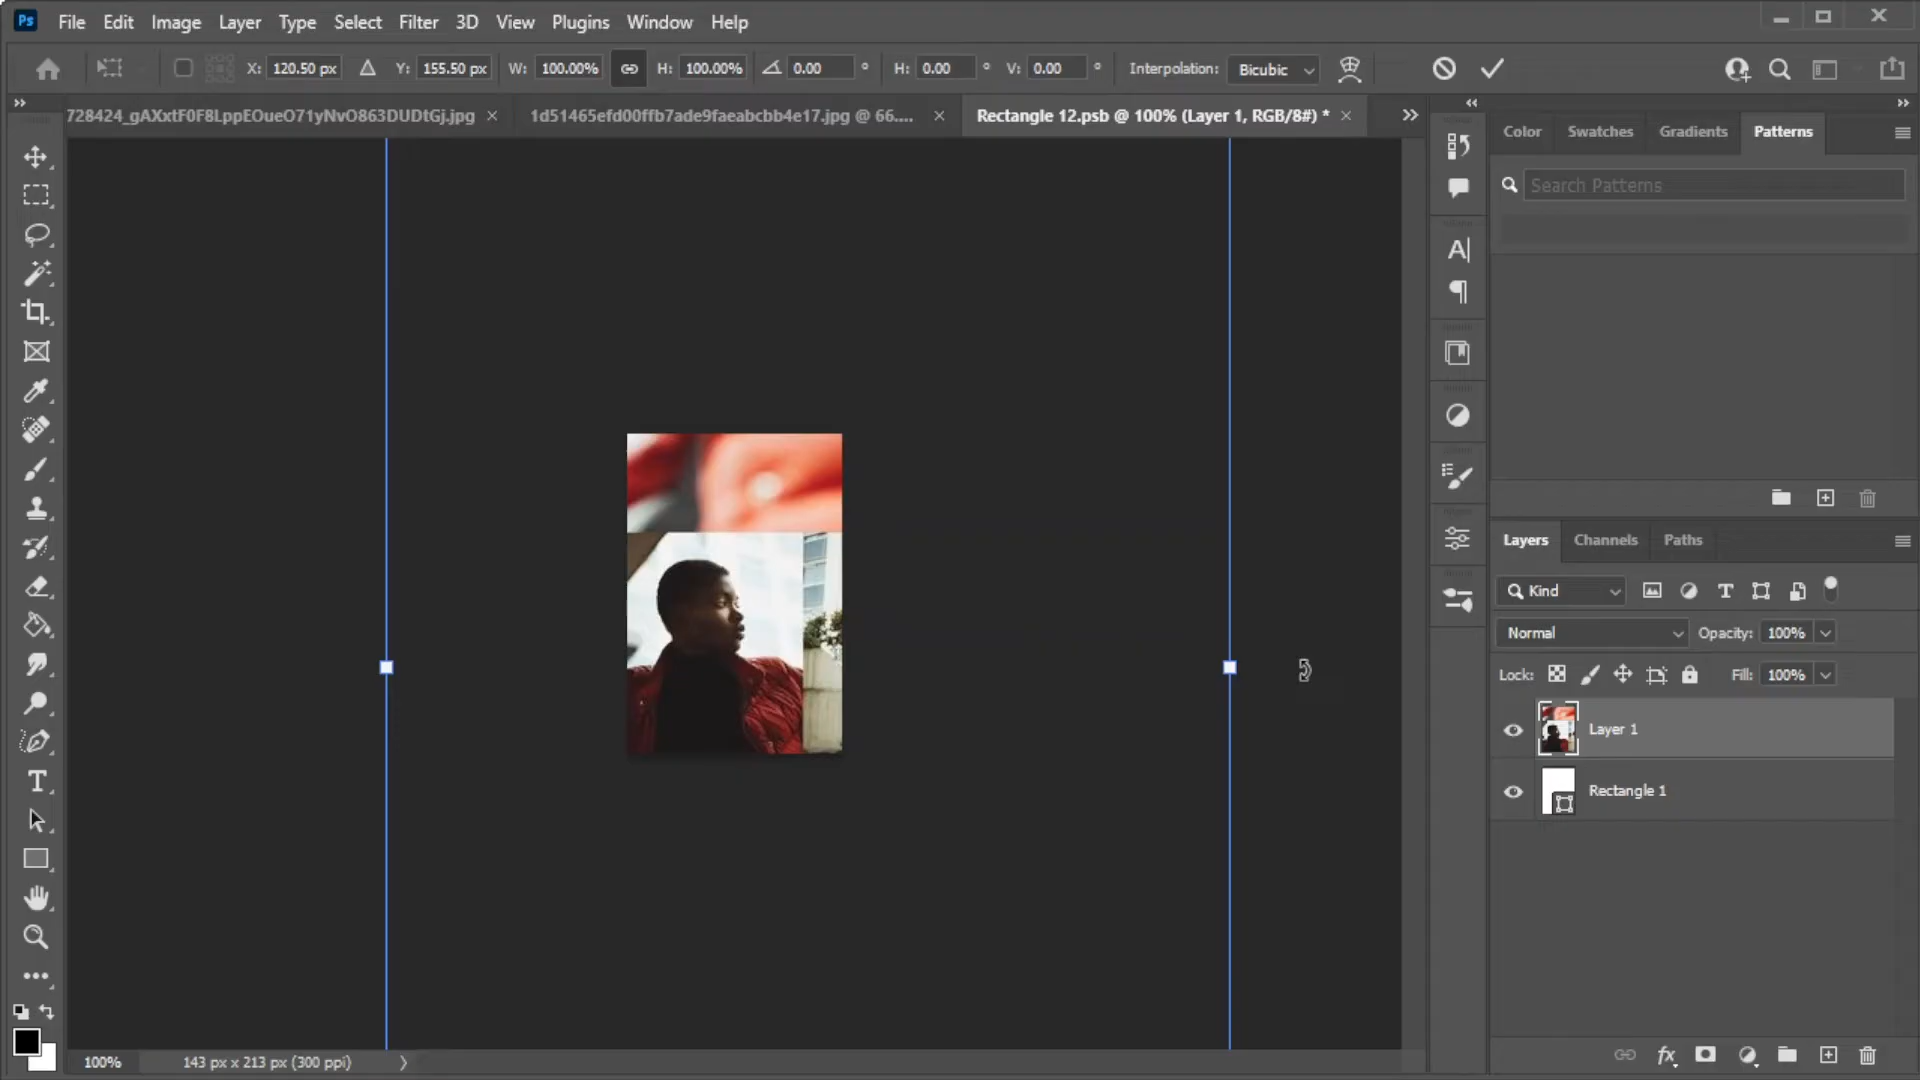 Ps File Edit Image Layer Type Select Filter 3D View Plugins Window Help
X: 120.50 px Y: 155.50 px W: 100.00% H: 100.00% 0.00 ° H: 0.00 ° V: 0.00 ° Interpolation: Bicubic
728424_gAXxtF0F8LppEOueO71yNvO863DUDtGj.jpg × 1d51465efd00ffb7ade9faeabcbb4e17.jpg @ 66.... × Rectangle 12.psb @ 100% (Layer 1, RGB/8#) * ×
Color Swatches Gradients Patterns
Search Patterns
Layers Channels Paths
Kind
Normal Opacity: 100%
Lock: Fill: 100%
Layer 1
Rectangle 1
100% 143 px x 213 px (300 ppi)
fx